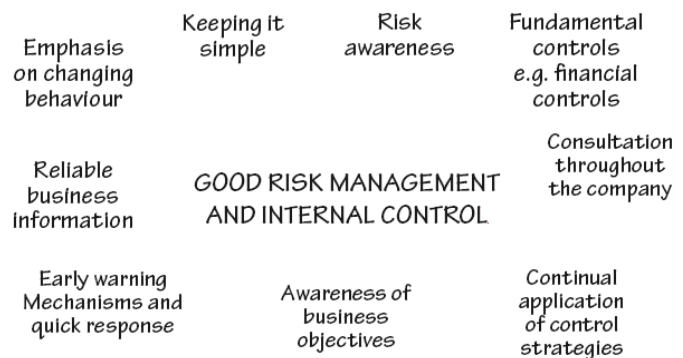 Keeping it
simple
Risk
awareness
Fundamental
controls
e.g. financial
controls
Emphasis
on changing
behaviour
Consultation
throughout
the company
Reliable
business
information
GOOD RISK MANAGEMENT
AND INTERNAL CONTROL
Early warning
Mechanisms and
quick response
Awareness of
business
objectives
Continual
application
of control
strategies